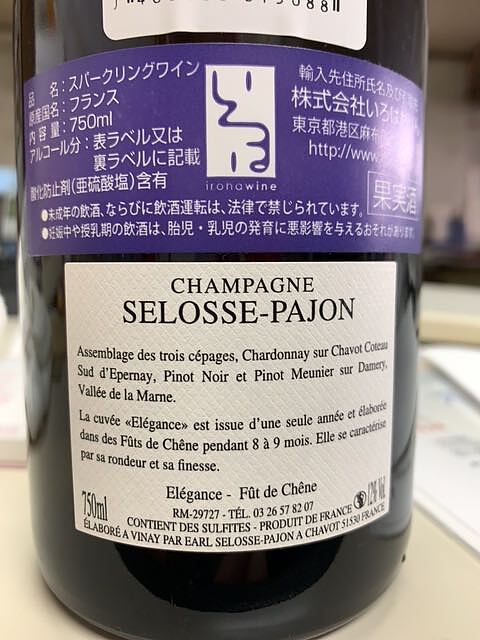 品名：スパークリングワイン
原産国名：フランス
内容量：750ml
アルコール分：表ラベル又は
裏ラベルに記載
酸化防止剤(亜硫酸塩)含有
いろは
irohawine
輸入先住所氏名及び
株式会社いろは
東京都港区麻布
http://www.
果実酒
●未成年の飲酒、ならびに飲酒運転は、法律で禁じられています。
●妊娠中や授乳期の飲酒は、胎児・乳児の発育に悪影響を与えるおそれがあります。
CHAMPAGNE
SELOSSE-PAJON
Assemblage des trois cépages, Chardonnay sur Chavot Coteau
Sud d'Epernay, Pinot Noir et Pinot Meunier sur Damery,
Vallée de la Marne.
La cuvée «Elégance» est issue d'une seule année et élaborée
dans des Fûts de Chêne pendant 8 à 9 mois. Elle se caractérise
par sa rondeur et sa finesse.
Elégance - Fût de Chêne
750ml
RM-29727 - TÉL. 03 26 57 82 07
12% Vol.
CONTIENT DES SULFITES - PRODUIT DE FRANCE
ÉLABORÉ A VINAY PAR EARL SELOSSE-PAJON A CHAVOT 51530 FRANCE